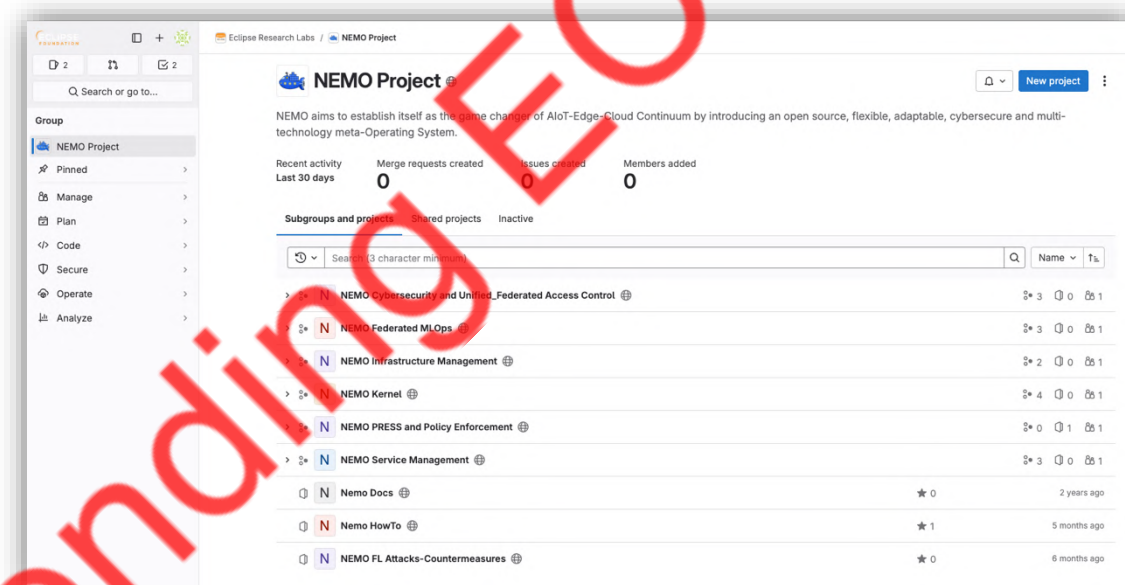 ECLIPSE
FOUNDATION
2
2
Search or go to...
Group
NEMO Project
Pinned
Manage
Plan
Code
Secure
Operate
Analyze
Eclipse Research Labs / NEMO Project
NEMO Project
New project
NEMO aims to establish itself as the game changer of AIoT-Edge-Cloud Continuum by introducing an open source, flexible, adaptable, cybersecure and multi-
technology meta-Operating System.
Recent activity Merge requests created Issues created Members added
Last 30 days 0 0 0
Subgroups and projects Shared projects Inactive
Search (3 character minimum) Name
N NEMO Cybersecurity and Unified_Federated Access Control 3 0 1
N NEMO Federated MLOps 3 0 1
N NEMO Infrastructure Management 2 0 1
N NEMO Kernel 4 0 1
N NEMO PRESS and Policy Enforcement 0 1 1
N NEMO Service Management 3 0 1
N Nemo Docs 0 2 years ago
N Nemo HowTo 1 5 months ago
N NEMO FL Attacks-Countermeasures 0 6 months ago
nding EC